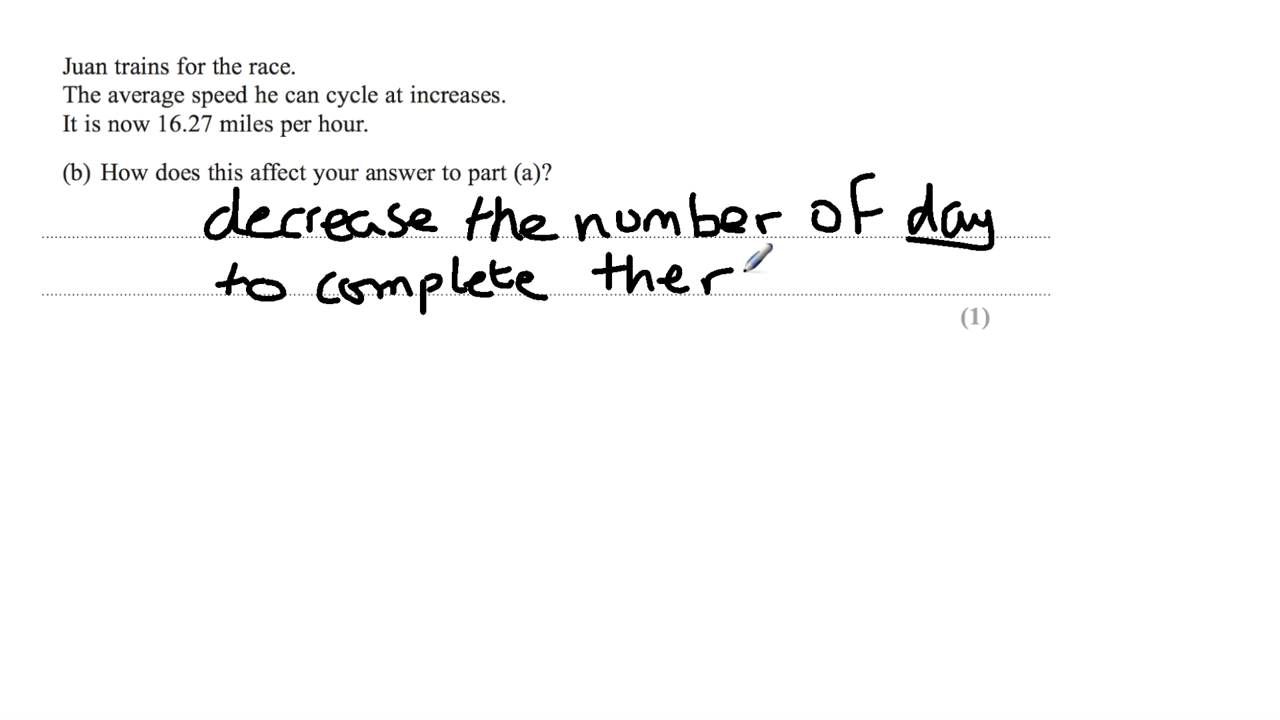 Juan trains for the race.
The average speed he can cycle at increases.
It is now 16.27 miles per hour.
(b) How does this affect your answer to part (a)?
decrease the number of day
to complete the r
(1)